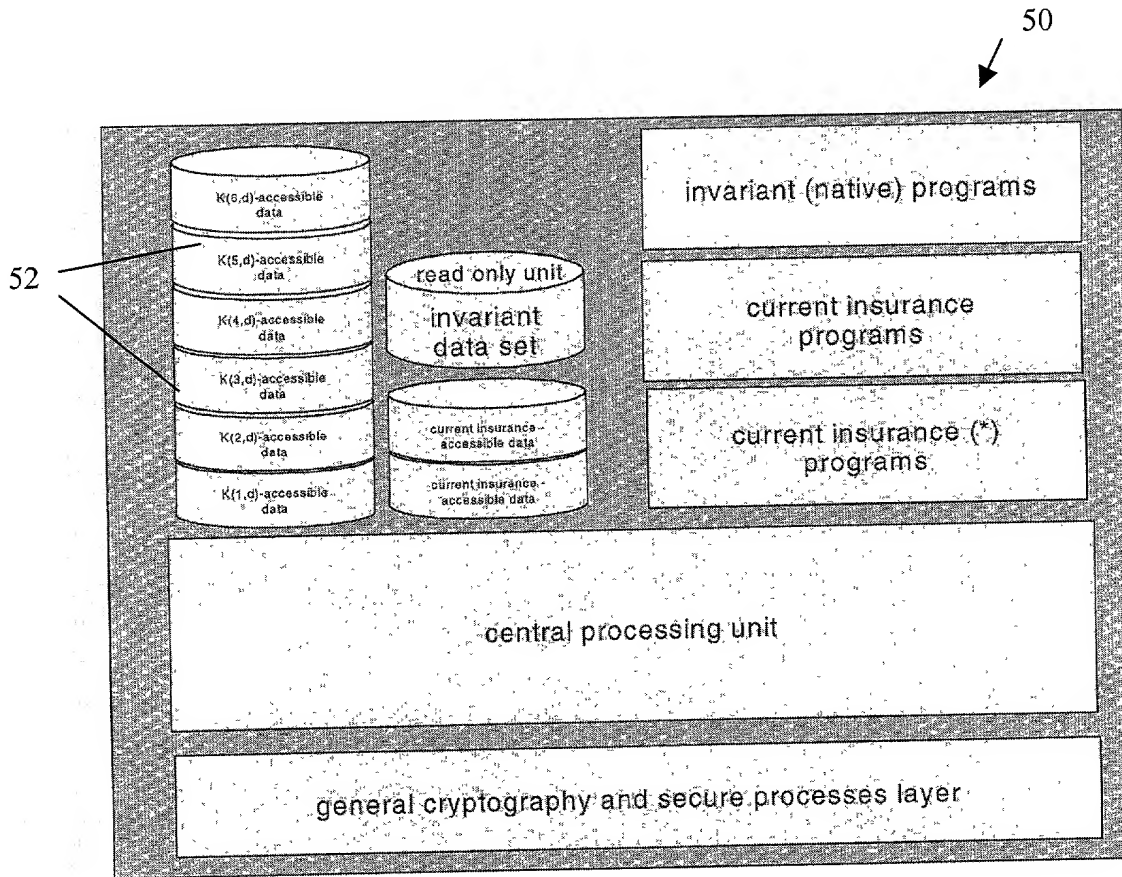 50
52
K(6,d)-accessible
data
K(5,d)-accessible
data
K(4,d)-accessible
data
K(3,d)-accessible
data
K(2,d)-accessible
data
K(1,d)-accessible
data
read only unit
invariant
data set
current insurance
accessible data
current insurance
accessible data
invariant (native) programs
current insurance
programs
current insurance (*)
programs
central processing unit
general cryptography and secure processes layer